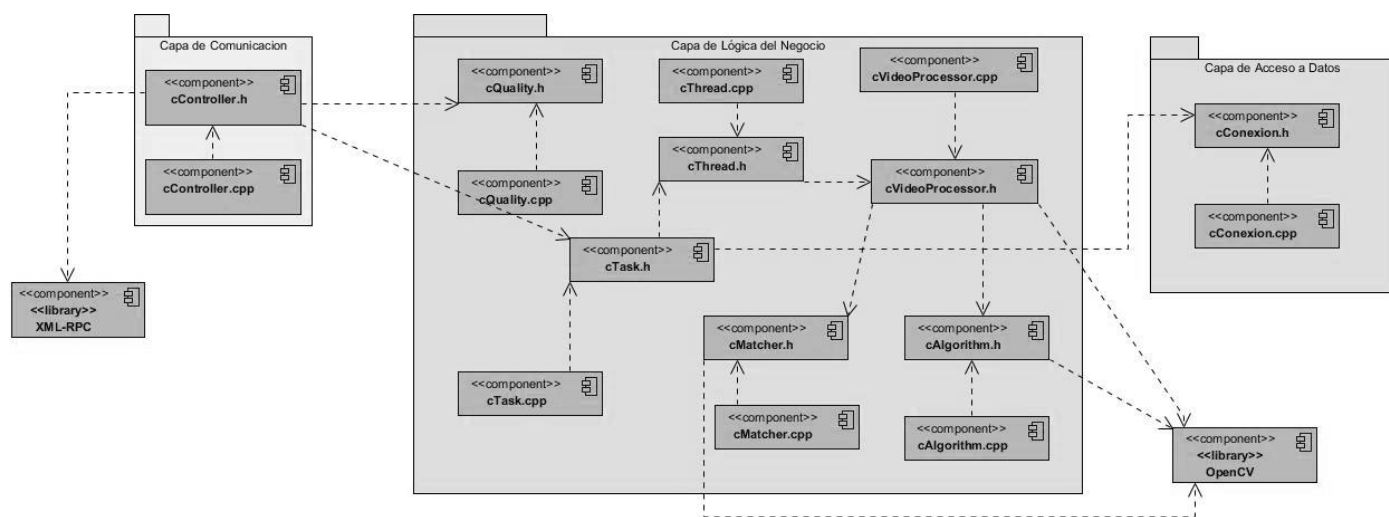 Capa de Comunicacion
<<component>>
cController.h
<<component>>
cController.cpp
<<component>>
<<library>>
XML-RPC
Capa de Lógica del Negocio
<<component>>
cQuality.h
<<component>>
cThread.cpp
<<component>>
cVideoProcessor.cpp
<<component>>
cThread.h
<<component>>
cQuality.cpp
<<component>>
cVideoProcessor.h
<<component>>
cTask.h
<<component>>
cMatcher.h
<<component>>
cAlgorithm.h
<<component>>
cTask.cpp
<<component>>
cMatcher.cpp
<<component>>
cAlgorithm.cpp
Capa de Acceso a Datos
<<component>>
cConexion.h
<<component>>
cConexion.cpp
<<component>>
<<library>>
OpenCV